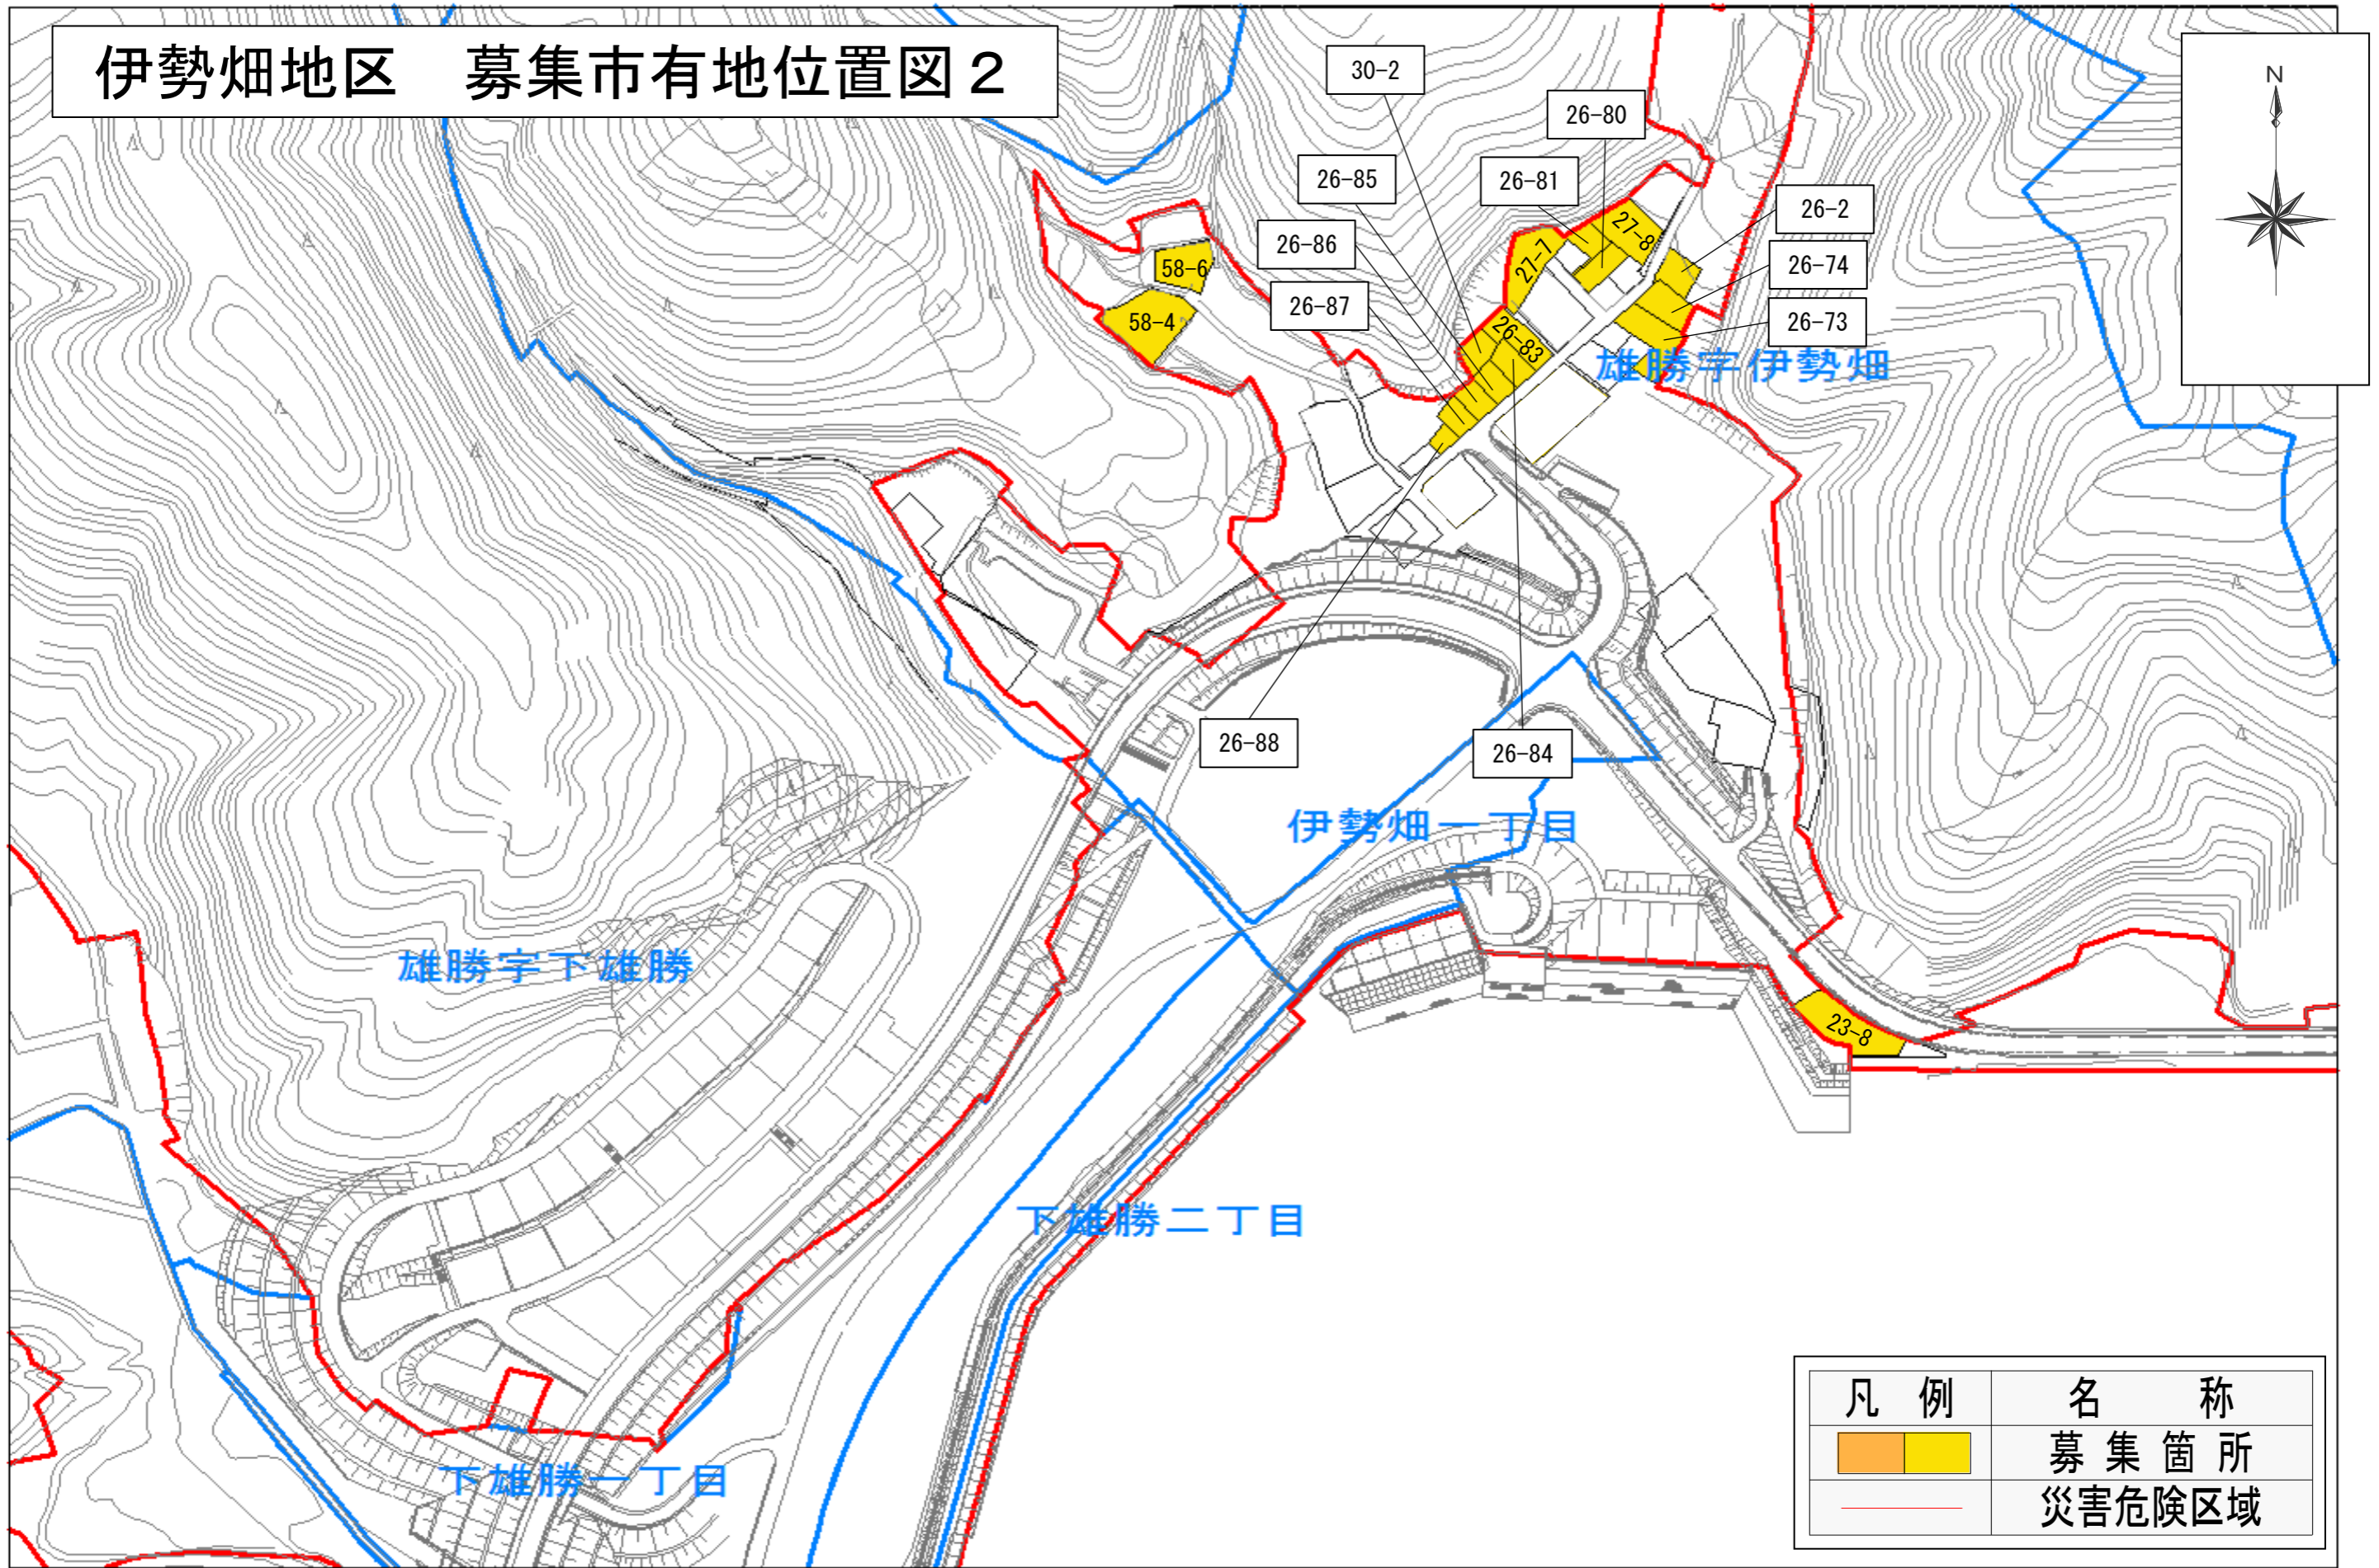 伊勢畑地区　募集市有地位置図２
N
30-2
26-80
26-85
26-81
26-2
26-86
27-8
26-74
27-7
58-6
26-87
26-73
58-4
26-83
雄勝字伊勢畑
26-88
26-84
伊勢畑一丁目
雄勝字下雄勝
23-8
下雄勝二丁目
下雄勝一丁目
凡 例 名 称
募 集 箇 所
災害危険区域